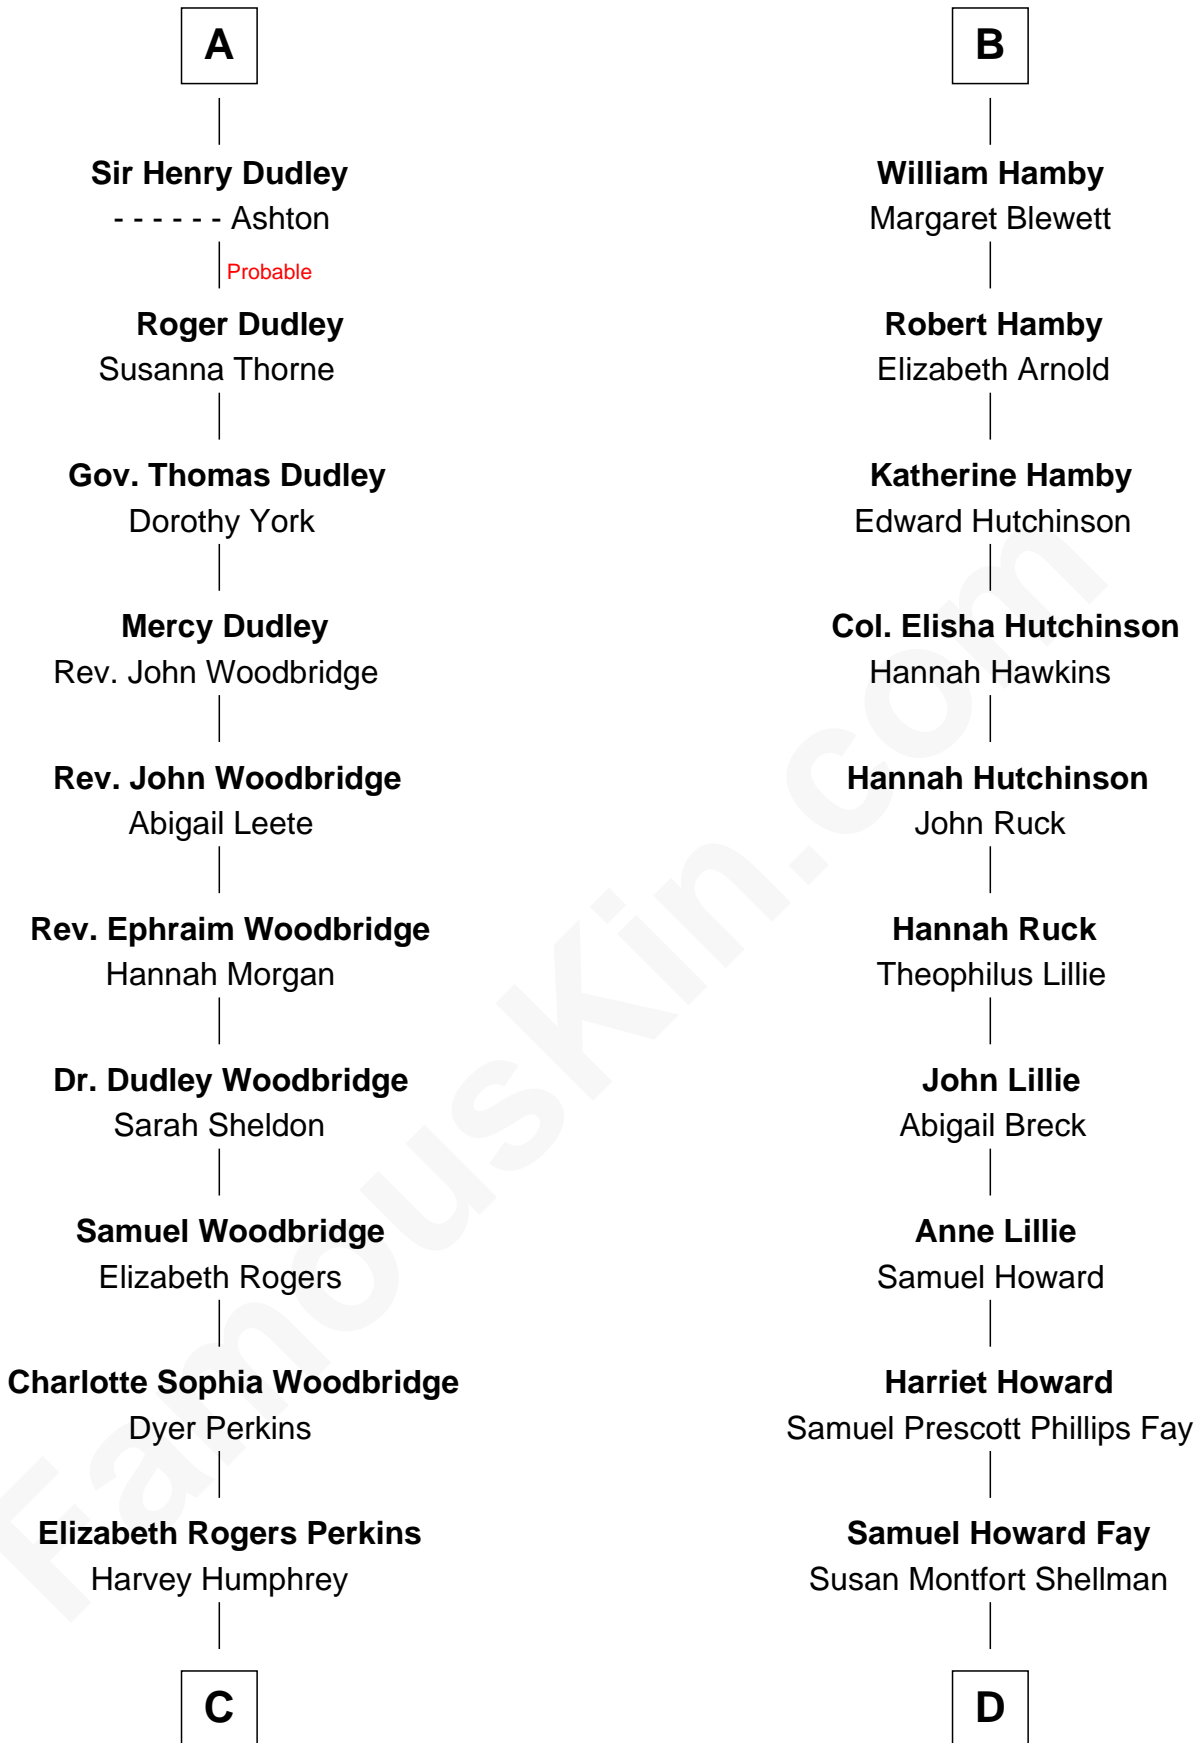 A
Sir Henry Dudley
- - - - - - Ashton
Probable
Roger Dudley
Susanna Thorne
Gov. Thomas Dudley
Dorothy York
Mercy Dudley
Rev. John Woodbridge
Rev. John Woodbridge
Abigail Leete
Rev. Ephraim Woodbridge
Hannah Morgan
Dr. Dudley Woodbridge
Sarah Sheldon
Samuel Woodbridge
Elizabeth Rogers
Charlotte Sophia Woodbridge
Dyer Perkins
Elizabeth Rogers Perkins
Harvey Humphrey
C
B
William Hamby
Margaret Blewett
Robert Hamby
Elizabeth Arnold
Katherine Hamby
Edward Hutchinson
Col. Elisha Hutchinson
Hannah Hawkins
Hannah Hutchinson
John Ruck
Hannah Ruck
Theophilus Lillie
John Lillie
Abigail Breck
Anne Lillie
Samuel Howard
Harriet Howard
Samuel Prescott Phillips Fay
Samuel Howard Fay
Susan Montfort Shellman
D
FamousKin.com